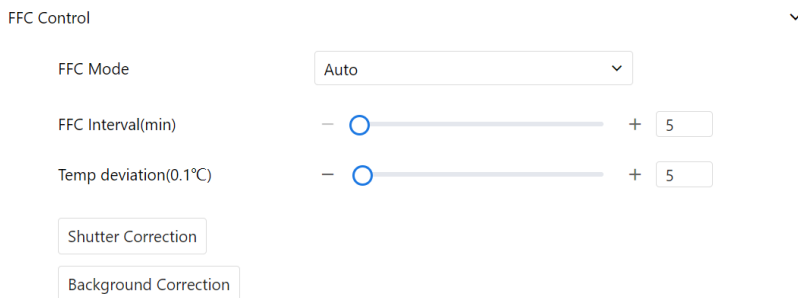 FFC Control
FFC Mode Auto
FFC Interval(min) − + 5
Temp deviation(0.1℃) − + 5
Shutter Correction
Background Correction